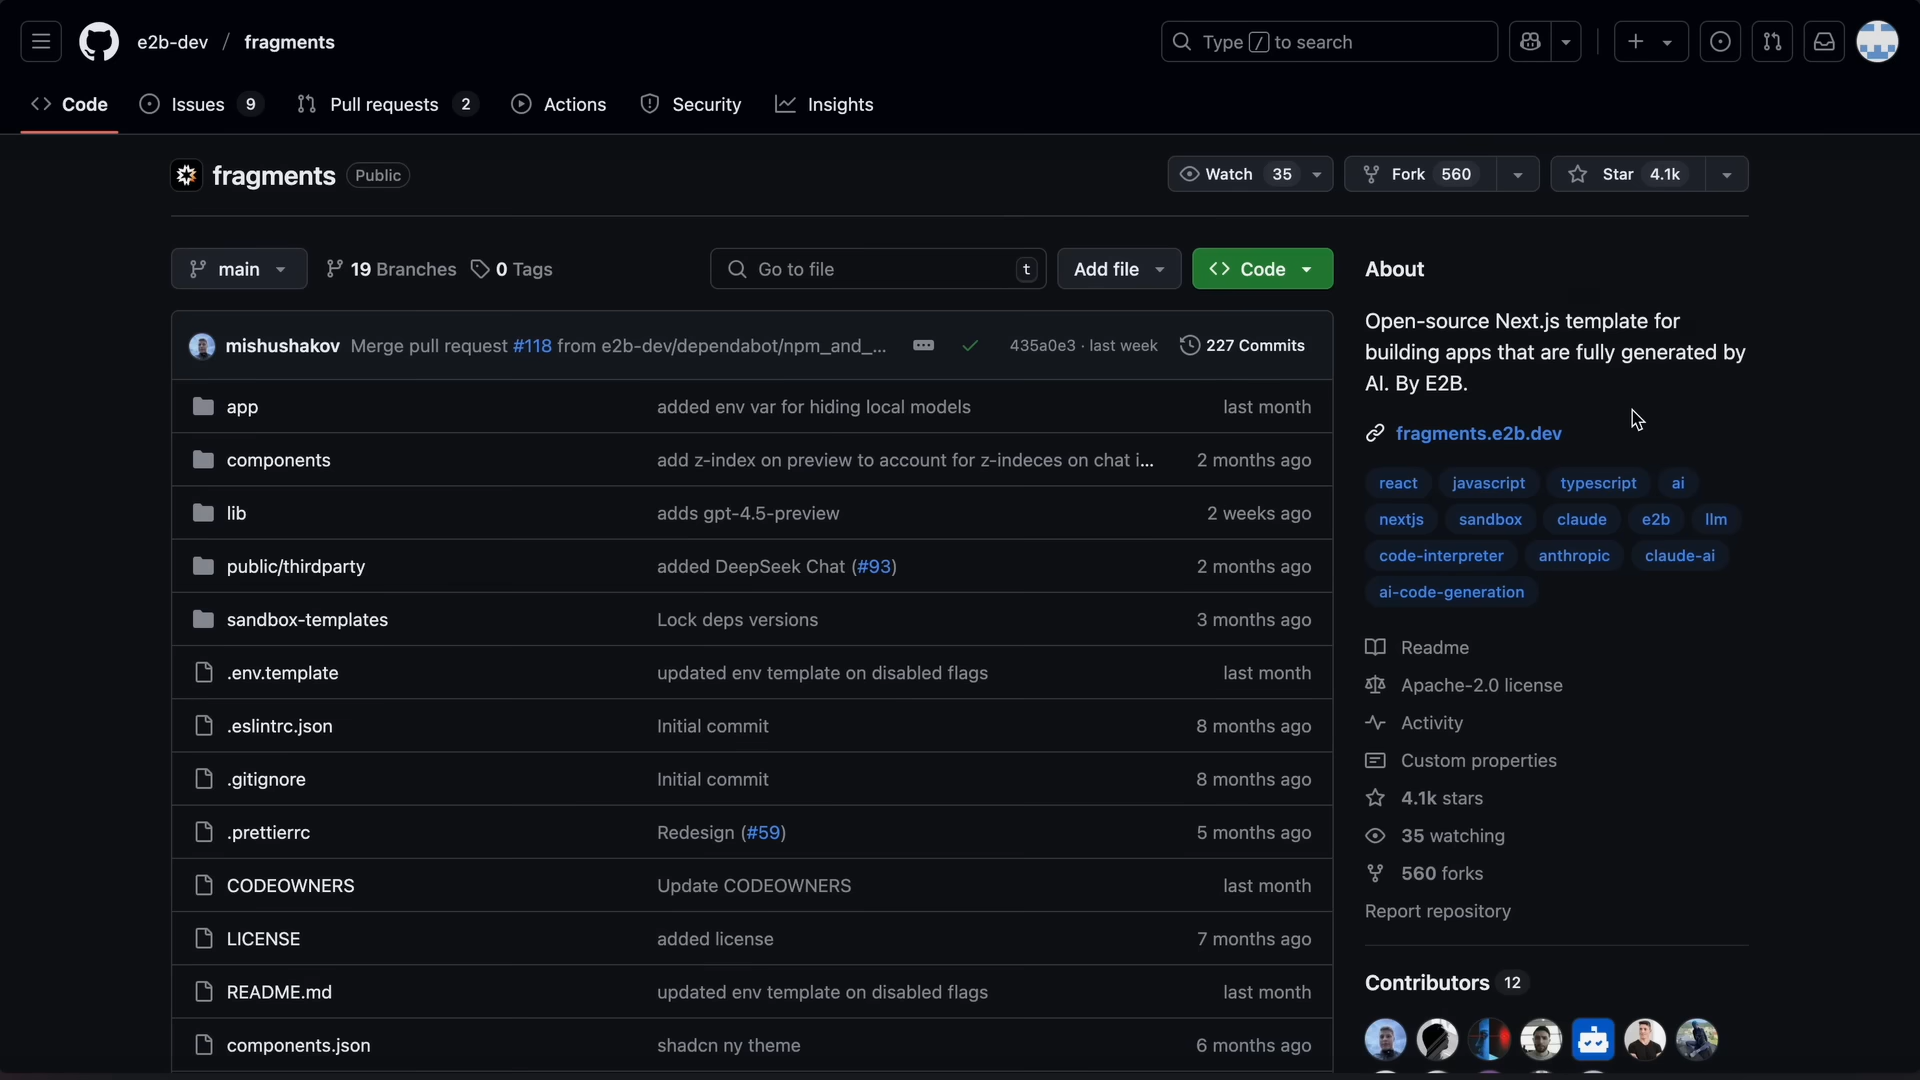 e2b-dev / fragments
Type / to search
Code
Issues 9
Pull requests 2
Actions
Security
Insights
fragments Public
Watch 35
Fork 560
Star 4.1k
main
19 Branches
0 Tags
Go to file t
Add file
Code
mishushakov Merge pull request #118 from e2b-dev/dependabot/npm_and_... 435a0e3 · last week 227 Commits
app added env var for hiding local models last month
components add z-index on preview to account for z-indeces on chat i... 2 months ago
lib adds gpt-4.5-preview 2 weeks ago
public/thirdparty added DeepSeek Chat (#93) 2 months ago
sandbox-templates Lock deps versions 3 months ago
.env.template updated env template on disabled flags last month
.eslintrc.json Initial commit 8 months ago
.gitignore Initial commit 8 months ago
.prettierrc Redesign (#59) 5 months ago
CODEOWNERS Update CODEOWNERS last month
LICENSE added license 7 months ago
README.md updated env template on disabled flags last month
components.json shadcn ny theme 6 months ago
About
Open-source Next.js template for
building apps that are fully generated by
AI. By E2B.
fragments.e2b.dev
react javascript typescript ai
nextjs sandbox claude e2b llm
code-interpreter anthropic claude-ai
ai-code-generation
Readme
Apache-2.0 license
Activity
Custom properties
4.1k stars
35 watching
560 forks
Report repository
Contributors 12